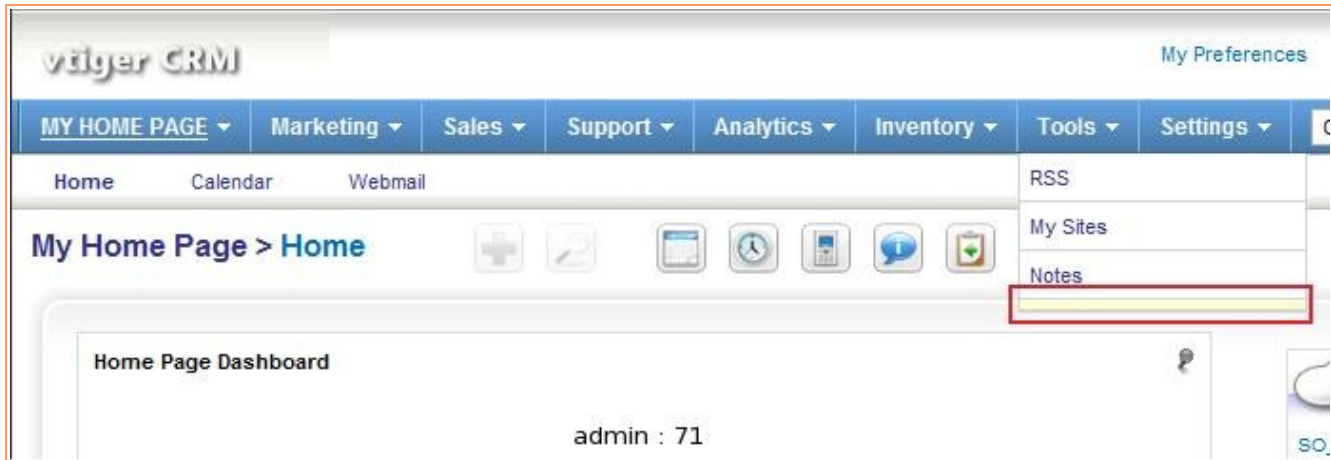 vtiger CRM
My Preferences
MY HOME PAGE Marketing Sales Support Analytics Inventory Tools Settings
Home Calendar Webmail
RSS
My Sites
Notes
My Home Page > Home
Home Page Dashboard
admin : 71
SO_